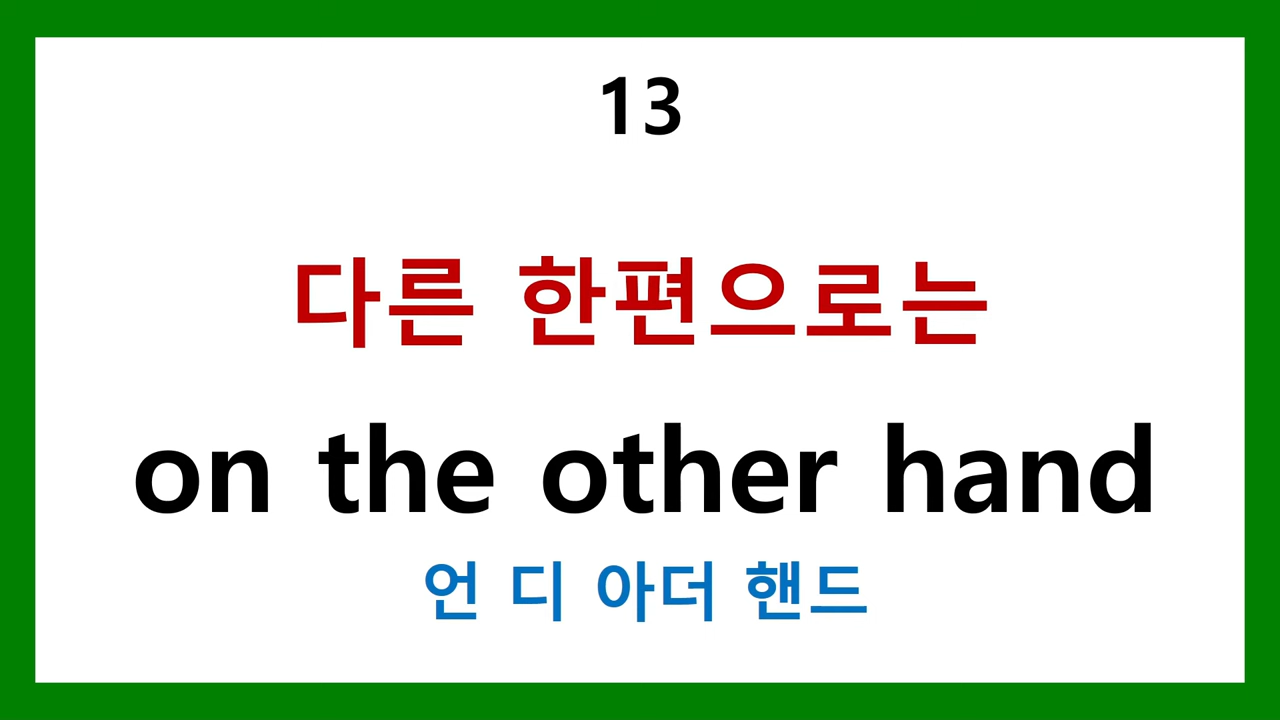 13
다른 한편으로는
on the other hand
언 디 아더 핸드